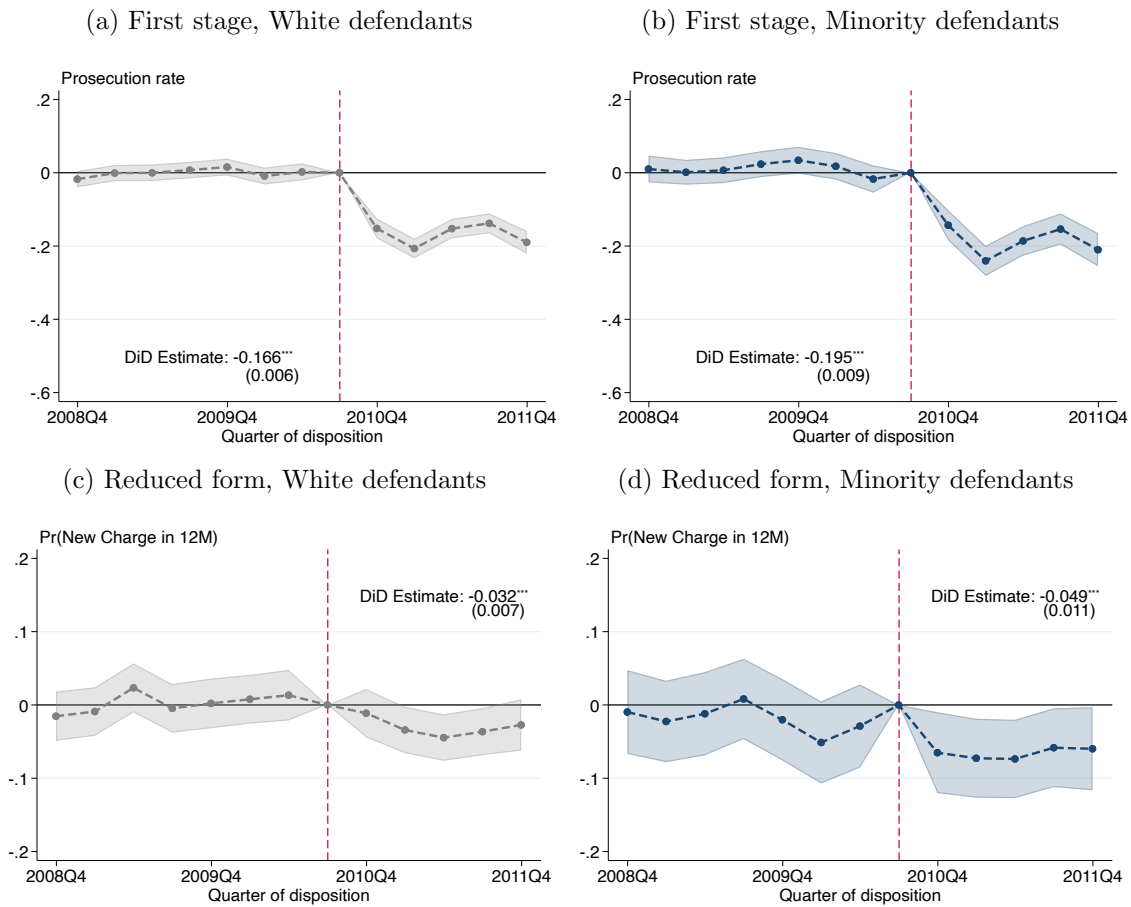 (a) First stage, White defendants
Prosecution rate
.2
0
-.2
-.4
-.6
DiD Estimate: -0.166***
(0.006)
2008Q4 2009Q4 2010Q4 2011Q4
Quarter of disposition
(b) First stage, Minority defendants
Prosecution rate
.2
0
-.2
-.4
-.6
DiD Estimate: -0.195***
(0.009)
2008Q4 2009Q4 2010Q4 2011Q4
Quarter of disposition
(c) Reduced form, White defendants
Pr(New Charge in 12M)
.2
DiD Estimate: -0.032***
(0.007)
.1
0
-.1
-.2
2008Q4 2009Q4 2010Q4 2011Q4
Quarter of disposition
(d) Reduced form, Minority defendants
Pr(New Charge in 12M)
.2
DiD Estimate: -0.049***
(0.011)
.1
0
-.1
-.2
2008Q4 2009Q4 2010Q4 2011Q4
Quarter of disposition